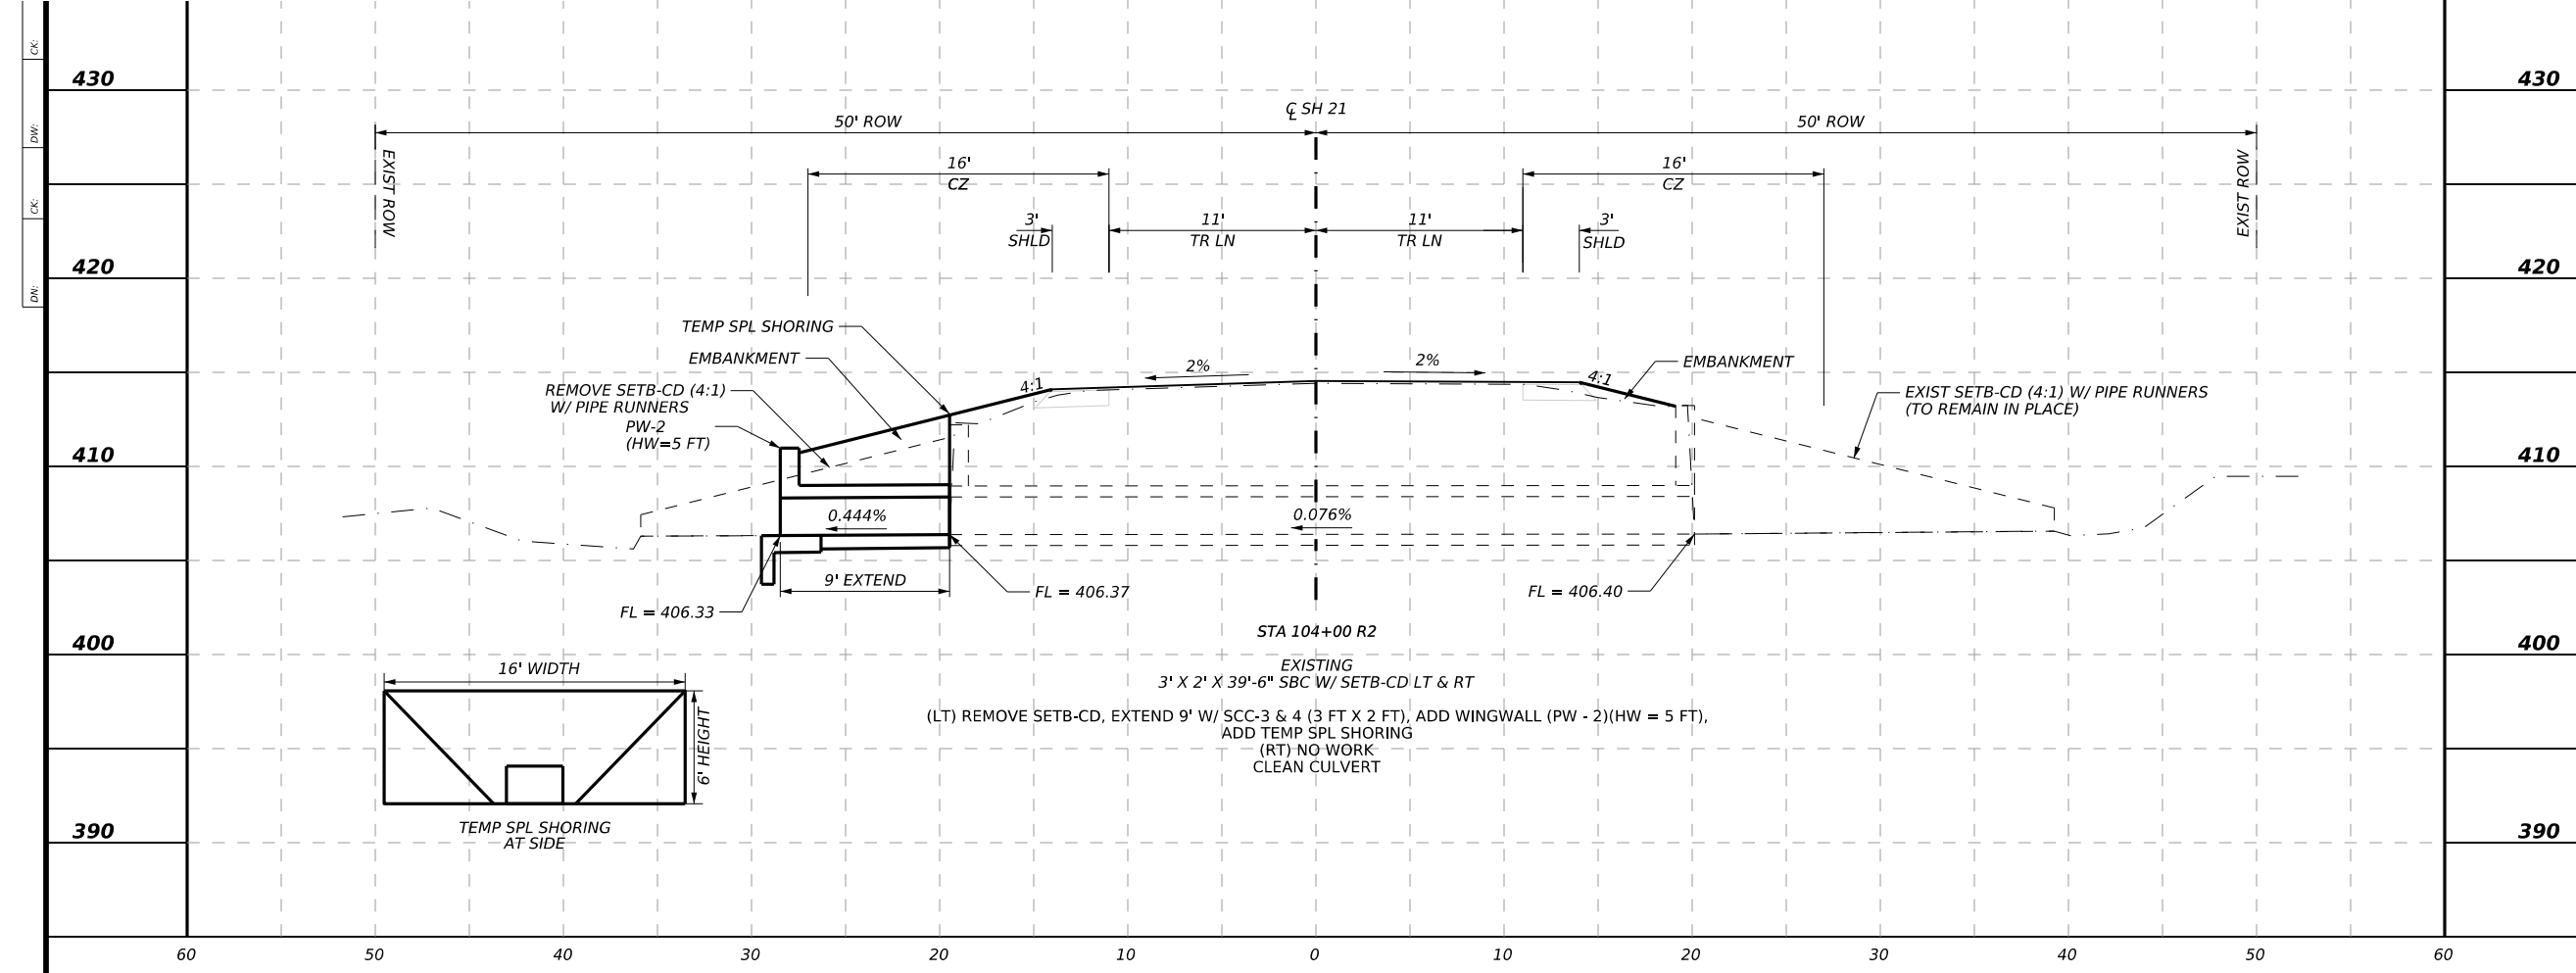 CK:
DW:
CK:
DN:
430
430
℄ SH 21
50' ROW
50' ROW
EXIST ROW
EXIST ROW
16'
CZ
16'
CZ
3'
SHLD
11'
TR LN
11'
TR LN
3'
SHLD
420
420
TEMP SPL SHORING
EMBANKMENT
2%
2%
EMBANKMENT
4:1
4:1
REMOVE SETB-CD (4:1)
W/ PIPE RUNNERS
EXIST SETB-CD (4:1) W/ PIPE RUNNERS
(TO REMAIN IN PLACE)
PW-2
(HW=5 FT)
410
410
0.444%
0.076%
9' EXTEND
FL = 406.33
FL = 406.37
FL = 406.40
400
400
STA 104+00 R2
EXISTING
3' X 2' X 39'-6" SBC W/ SETB-CD LT & RT
(LT) REMOVE SETB-CD, EXTEND 9' W/ SCC-3 & 4 (3 FT X 2 FT), ADD WINGWALL (PW - 2)(HW = 5 FT),
ADD TEMP SPL SHORING
(RT) NO WORK
CLEAN CULVERT
16' WIDTH
6' HEIGHT
TEMP SPL SHORING
AT SIDE
390
390
60 50 40 30 20 10 0 10 20 30 40 50 60